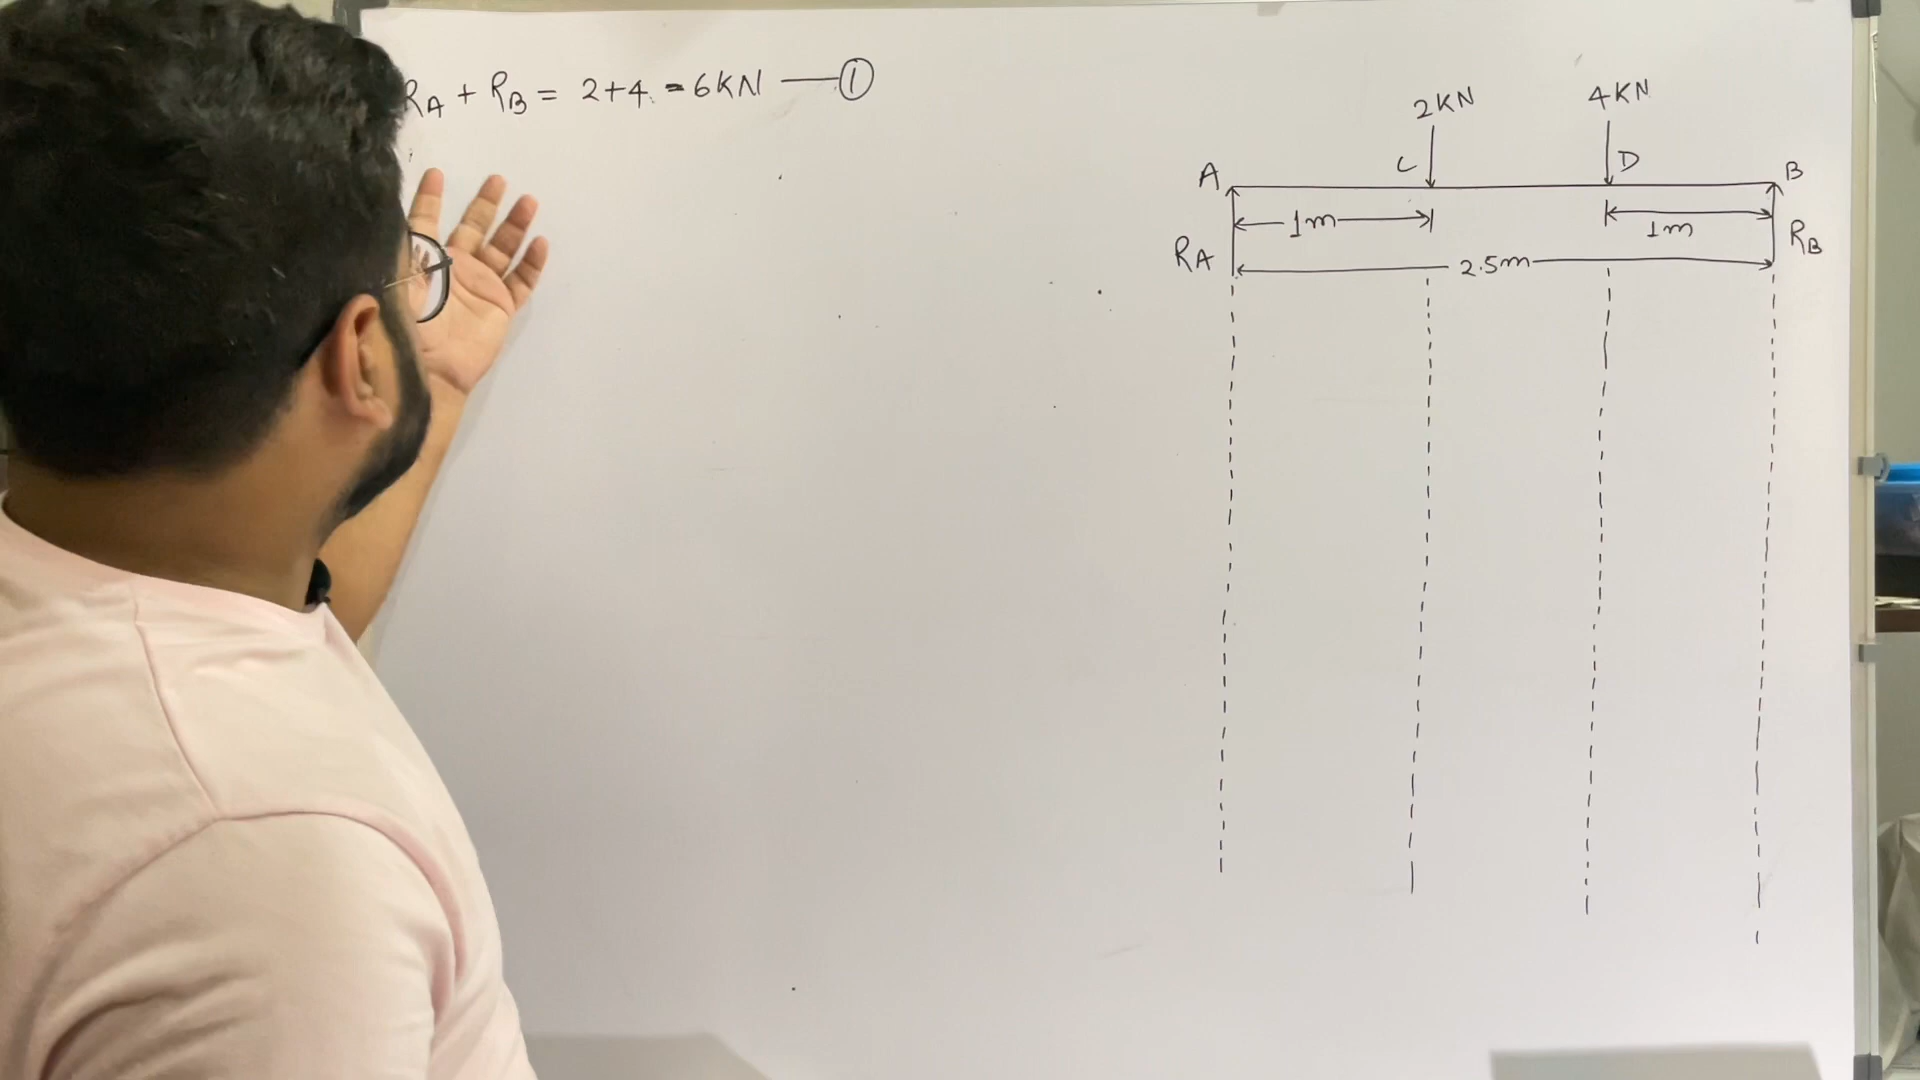 RA + RB = 2+4 = 6KN — ①
2KN 4KN
A C D B
1m 1m
RA 2.5m RB